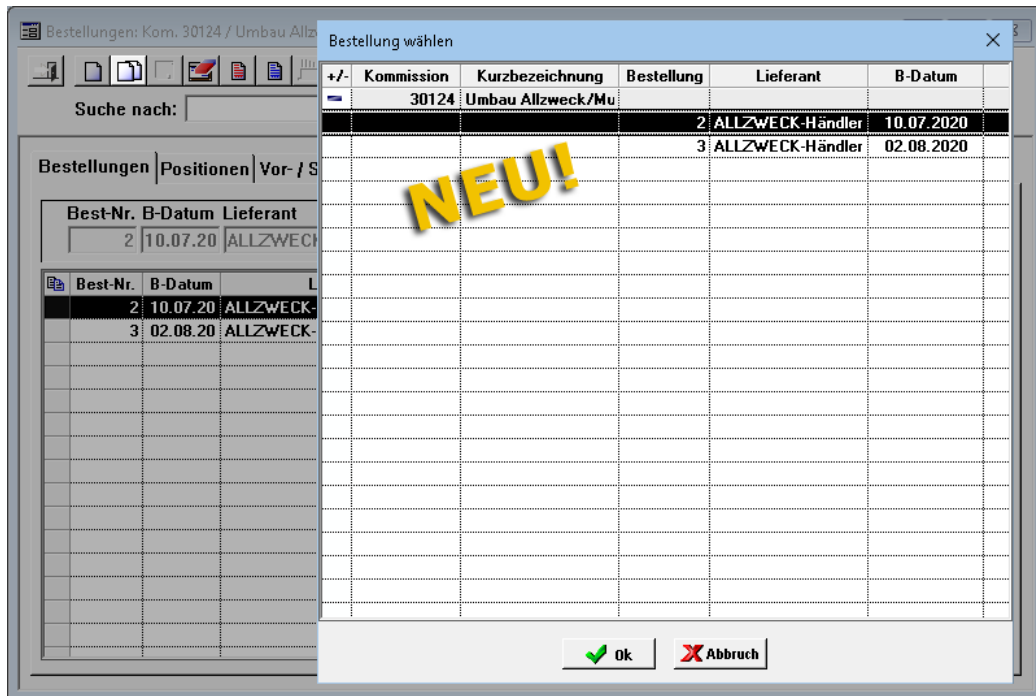 Bestellungen: Kom. 30124 / Umbau Allzw
Suche nach:
Bestellungen Positionen Vor- / S
Best-Nr. B-Datum Lieferant
2 10.07.20 ALLZWECK
Best-Nr. B-Datum L
2 10.07.20 ALLZWECK-
3 02.08.20 ALLZWECK-
Bestellung wählen
+/- Kommission Kurzbezeichnung Bestellung Lieferant B-Datum
30124 Umbau Allzweck/Mu
2 ALLZWECK-Händler 10.07.2020
3 ALLZWECK-Händler 02.08.2020
NEU!
Ok Abbruch